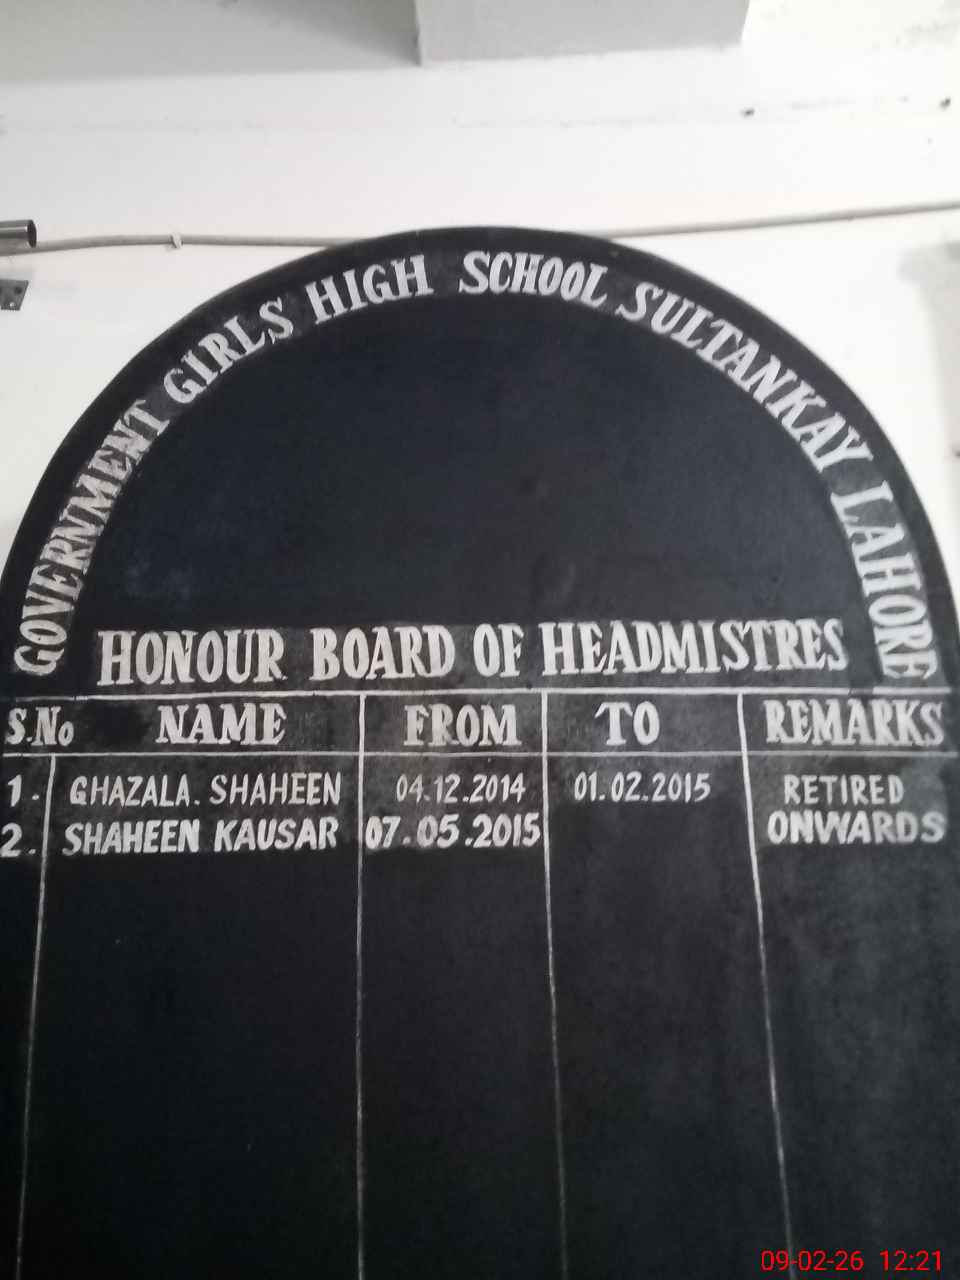 GOVERNMENT GIRLS HIGH SCHOOL SULTANKAY LAHORE
HONOUR BOARD OF HEADMISTRES
S.No NAME FROM TO REMARKS
1. GHAZALA. SHAHEEN 04.12.2014 01.02.2015 RETIRED
2. SHAHEEN KAUSAR 07.05.2015 ONWARDS
09-02-26 12:21